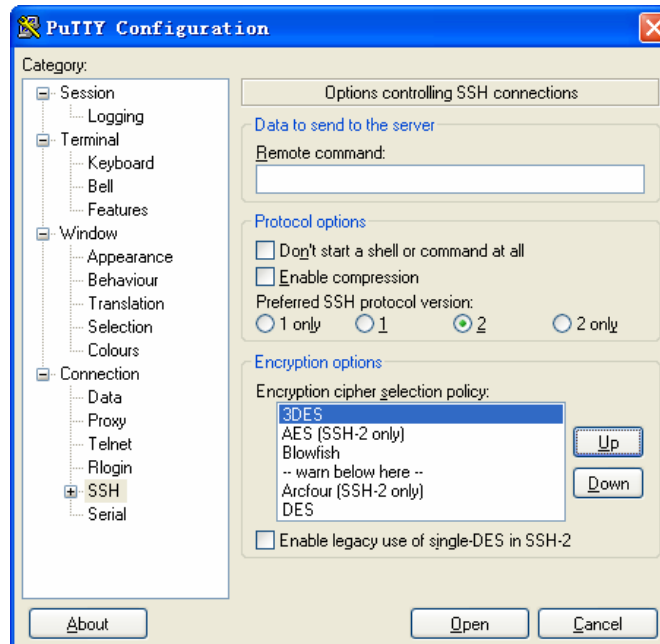 PuTTY Configuration
Category:
Session
Logging
Terminal
Keyboard
Bell
Features
Window
Appearance
Behaviour
Translation
Selection
Colours
Connection
Data
Proxy
Telnet
Rlogin
SSH
Serial
Options controlling SSH connections
Data to send to the server
Remote command:
Protocol options
Don't start a shell or command at all
Enable compression
Preferred SSH protocol version:
1 only 1 2 2 only
Encryption options
Encryption cipher selection policy:
3DES
AES (SSH-2 only)
Blowfish
-- warn below here --
Arcfour (SSH-2 only)
DES
Up
Down
Enable legacy use of single-DES in SSH-2
About Open Cancel